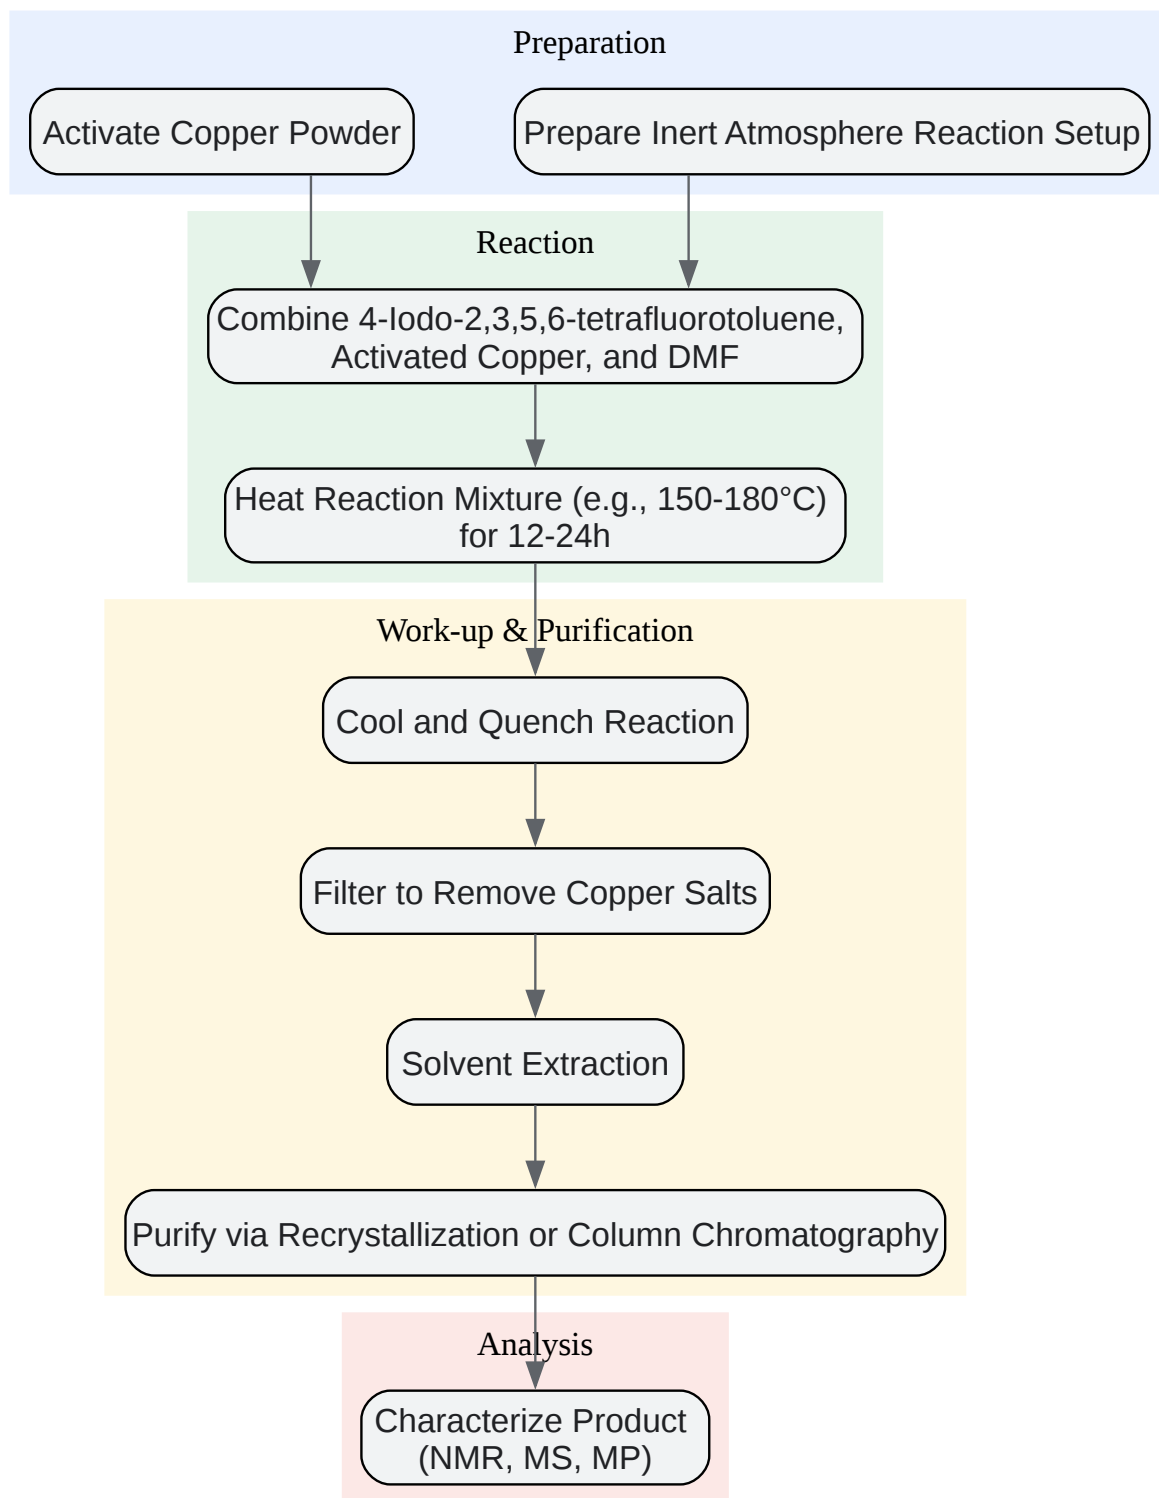 Preparation
Activate Copper Powder
Prepare Inert Atmosphere Reaction Setup
Reaction
Combine 4-Iodo-2,3,5,6-tetrafluorotoluene,
Activated Copper, and DMF
Heat Reaction Mixture (e.g., 150-180°C)
for 12-24h
Work-up & Purification
Cool and Quench Reaction
Filter to Remove Copper Salts
Solvent Extraction
Purify via Recrystallization or Column Chromatography
Analysis
Characterize Product
(NMR, MS, MP)